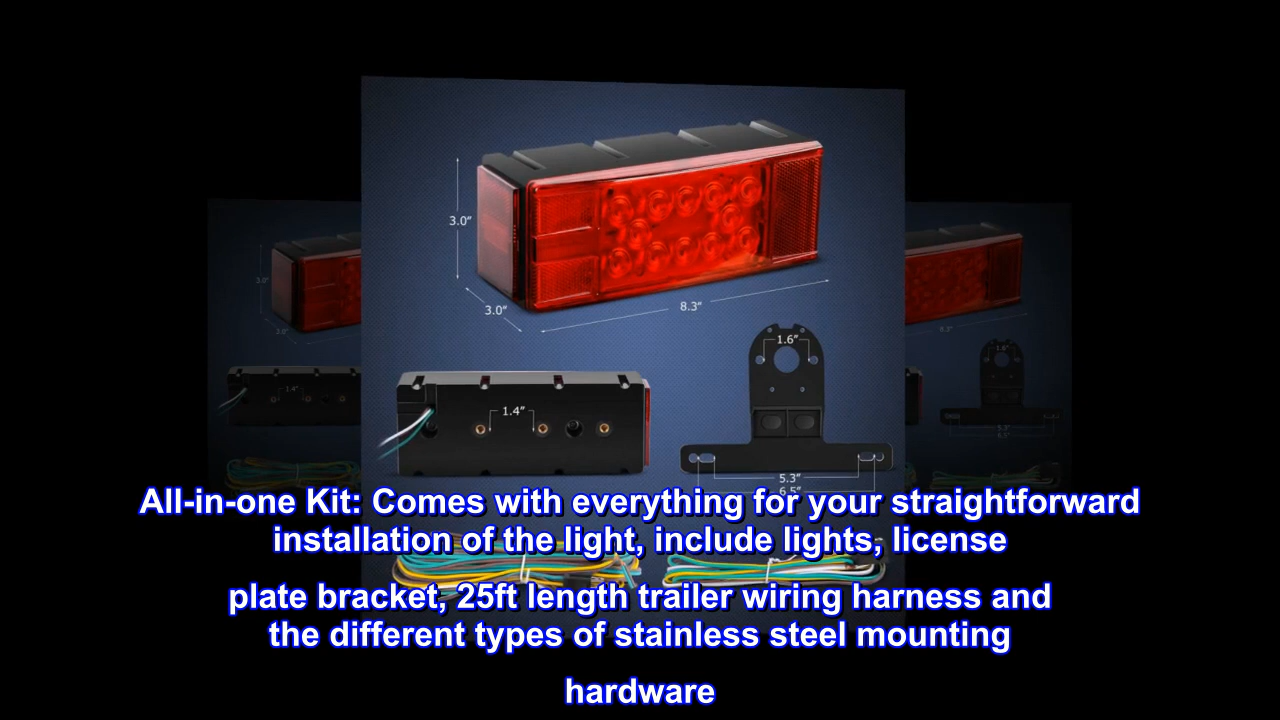 3.0"
3.0"
8.3"
1.6"
1.4"
5.3"
6.5"
All-in-one Kit: Comes with everything for your straightforward
installation of the light, include lights, license
plate bracket, 25ft length trailer wiring harness and
the different types of stainless steel mounting
hardware